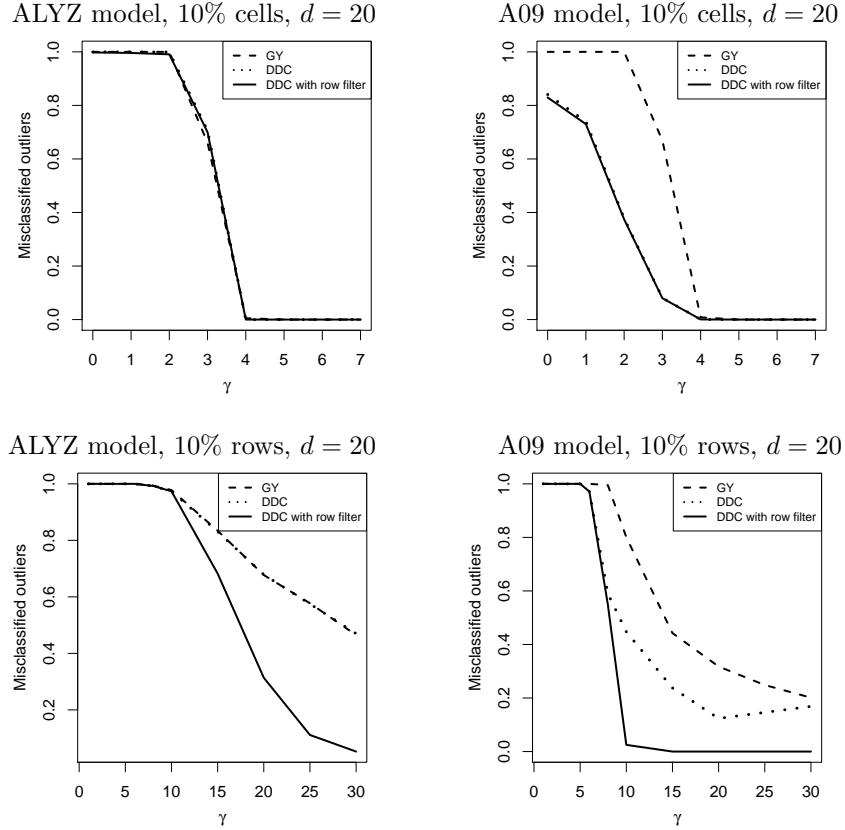 ALYZ model, 10% cells, d = 20
Misclassified outliers
1.0
0.8
0.6
0.4
0.2
0.0
GY
DDC
DDC with row filter
0 1 2 3 4 5 6 7
γ
A09 model, 10% cells, d = 20
Misclassified outliers
1.0
0.8
0.6
0.4
0.2
0.0
GY
DDC
DDC with row filter
0 1 2 3 4 5 6 7
γ
ALYZ model, 10% rows, d = 20
Misclassified outliers
1.0
0.8
0.6
0.4
0.2
GY
DDC
DDC with row filter
0 5 10 15 20 25 30
γ
A09 model, 10% rows, d = 20
Misclassified outliers
1.0
0.8
0.6
0.4
0.2
0.0
GY
DDC
DDC with row filter
0 5 10 15 20 25 30
γ